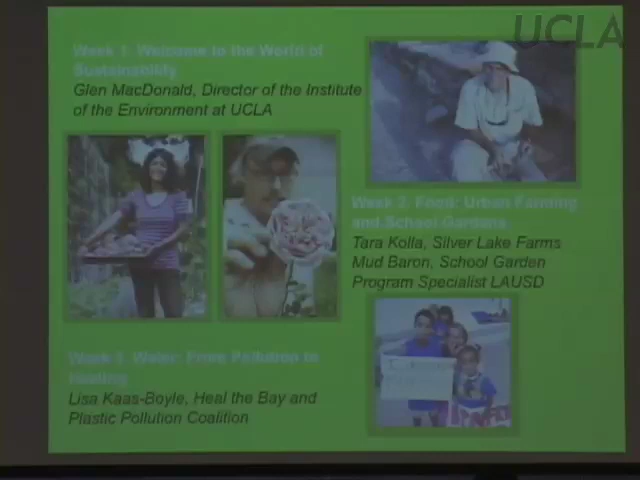 UCLA
Week 1: Welcome to the World of
Sustainability
Glen MacDonald, Director of the Institute
of the Environment at UCLA
Week 2. Food: Urban Farming
and School Gardens
Tara Kolla, Silver Lake Farms
Mud Baron, School Garden
Program Specialist LAUSD
Week 3. Water: From Pollution to
Healing
Lisa Kaas-Boyle, Heal the Bay and
Plastic Pollution Coalition